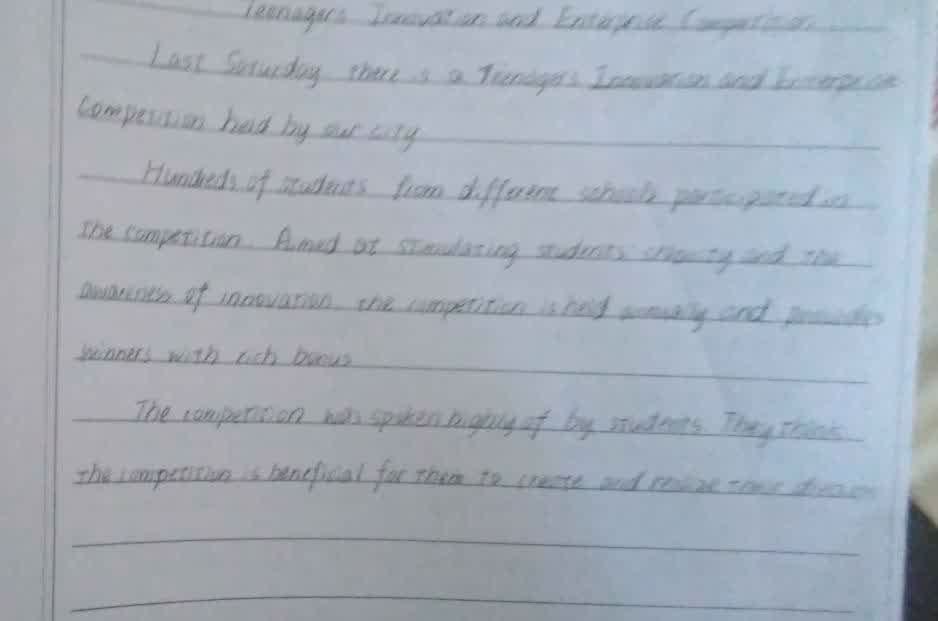 Teenagers Innovation and Enterprise Competition
Last Saturday there is a Teenagers Innovation and Enterprise
Competition held by our city
Hundreds of students from different schools participated in
the competition Aimed at stimulating students and the
awareness of innovation the competition is held annually and provides
winners with rich bonus
The competition was spoken highly of by students They think
the competition is beneficial for them to create and realize their